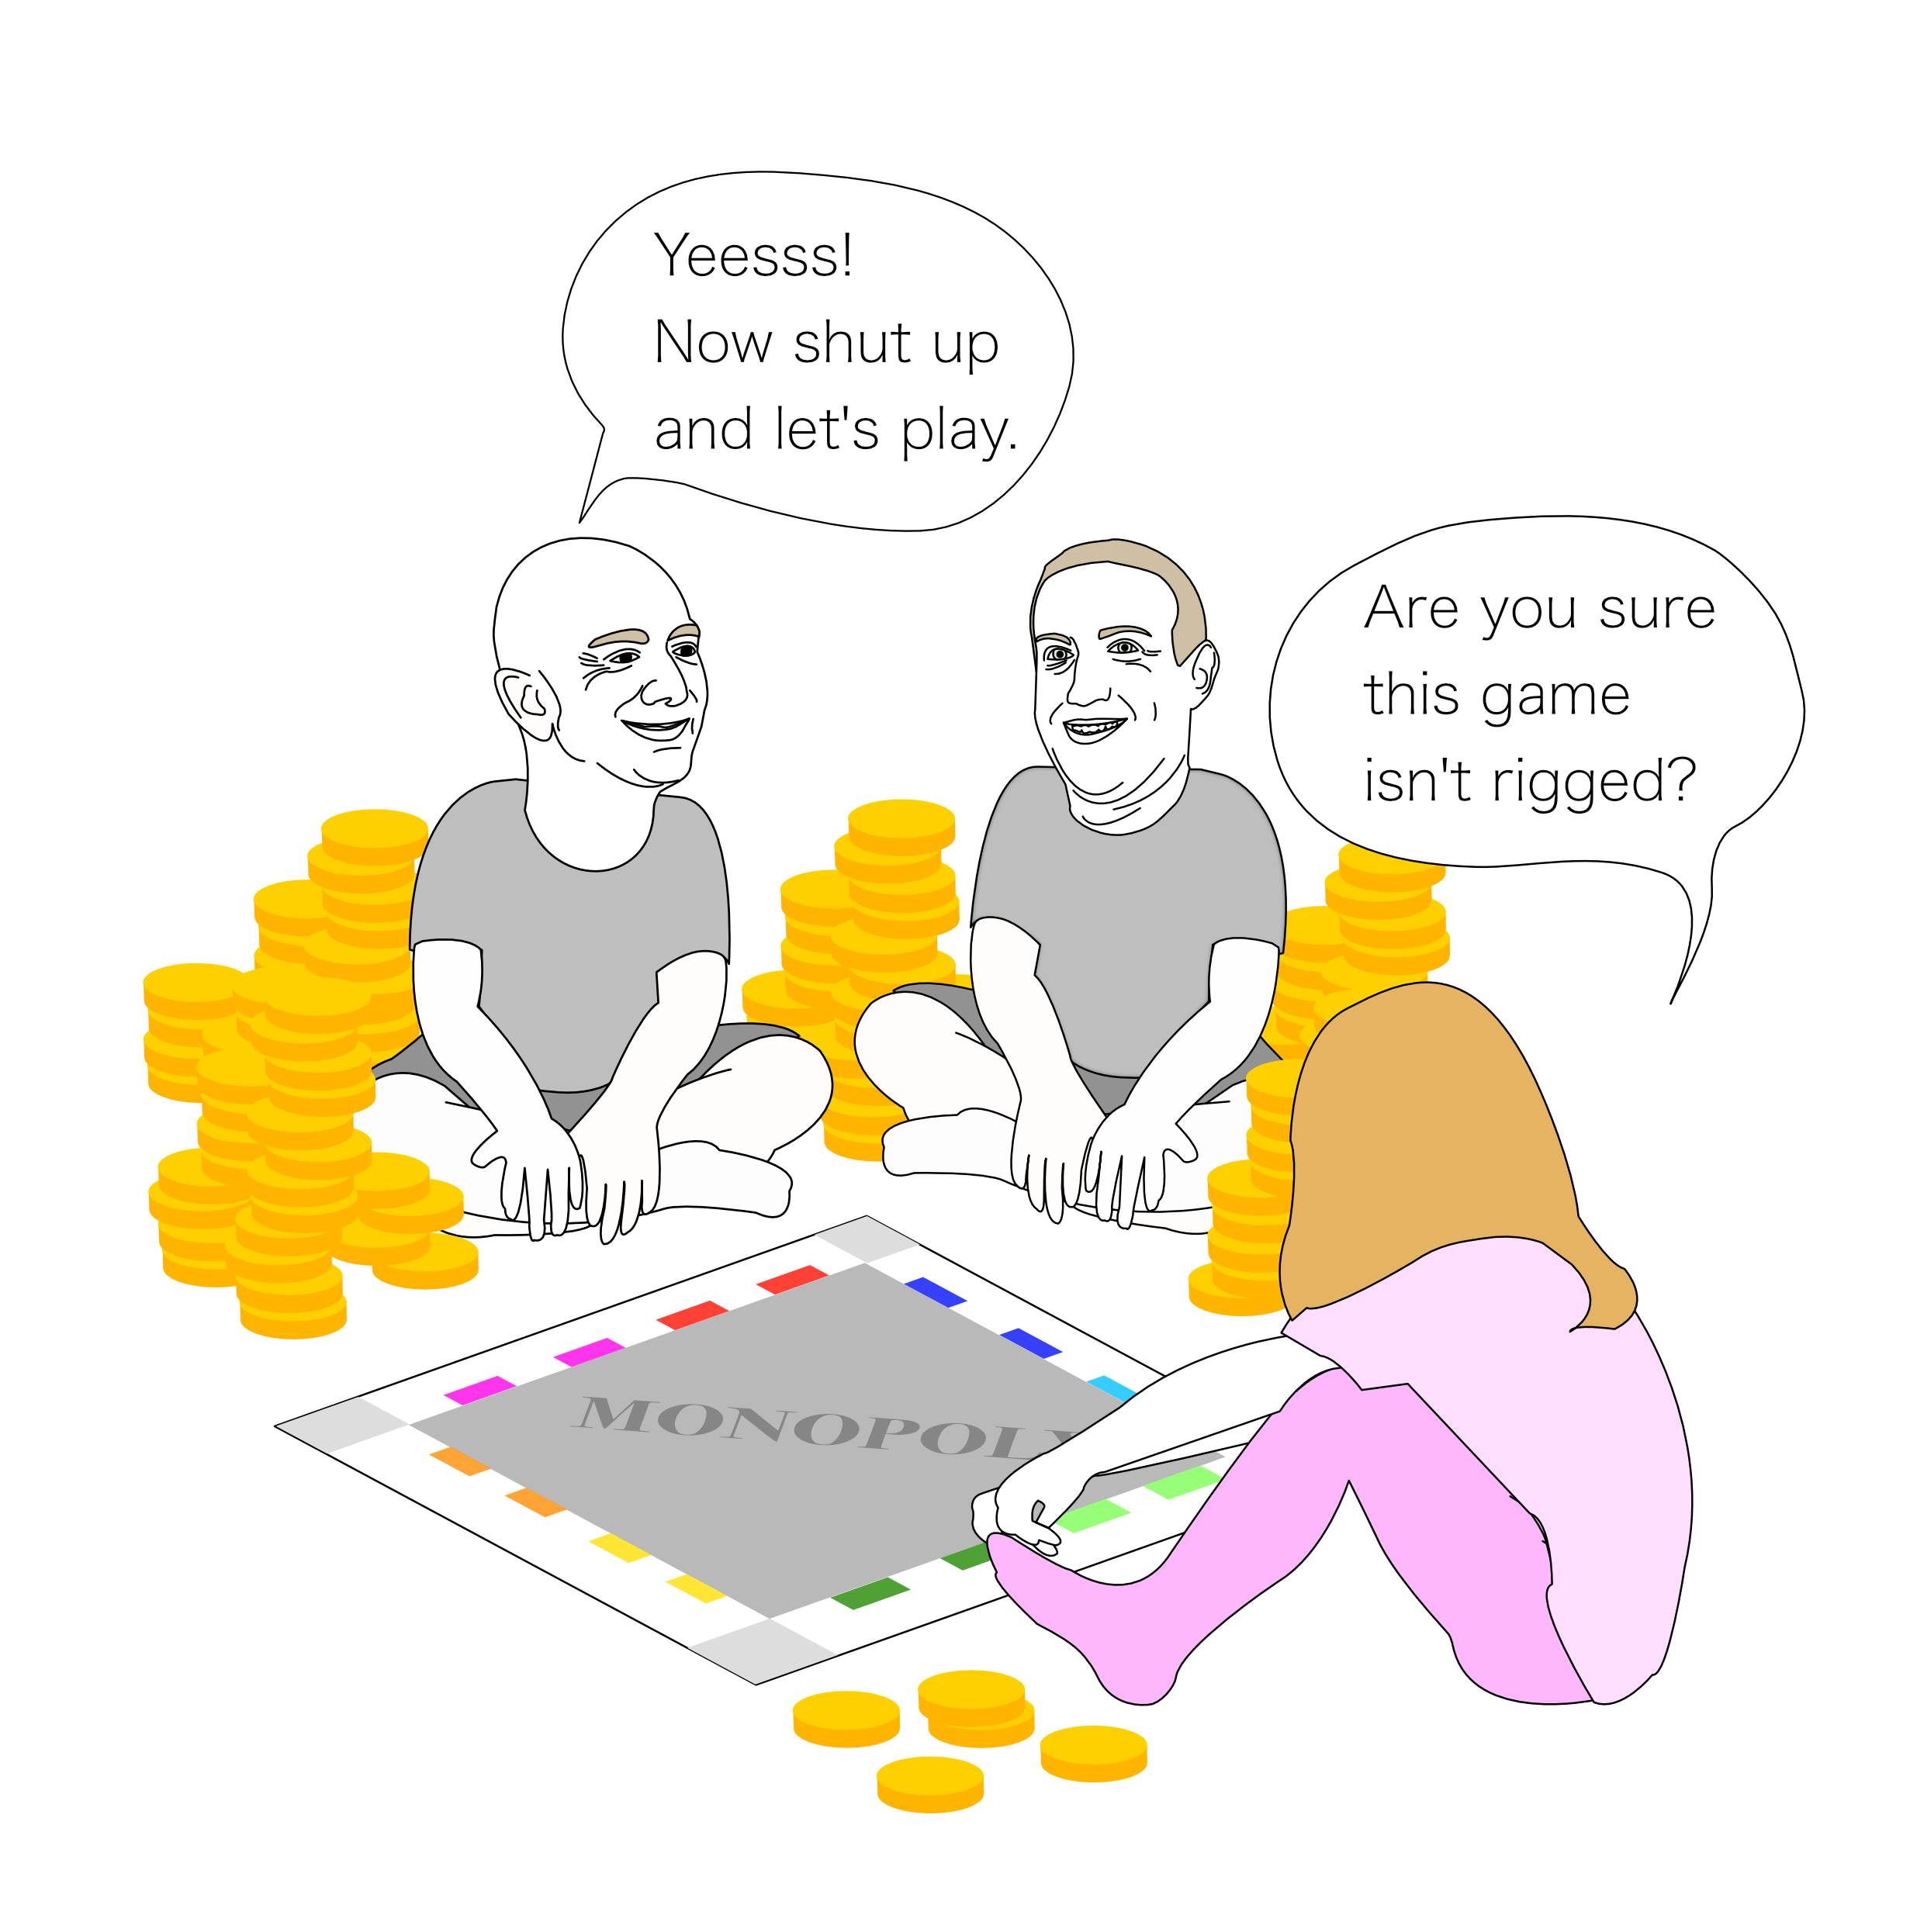 Yeesss!
Now shut up
and let's play.
Are you sure
this game
isn't rigged?
MONOPOLY